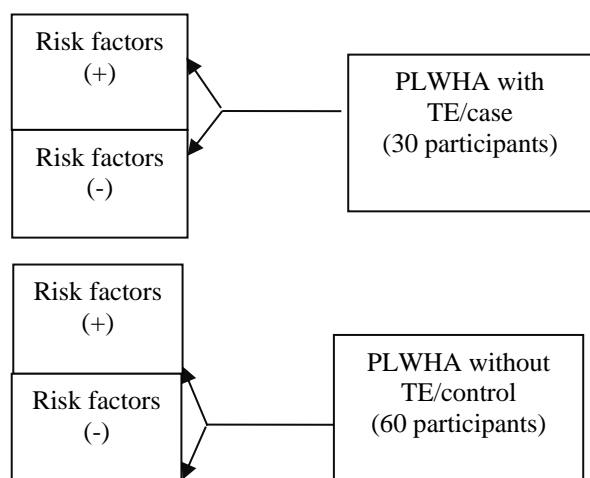 Risk factors
(+)
Risk factors
(-)
PLWHA with
TE/case
(30 participants)
Risk factors
(+)
Risk factors
(-)
PLWHA without
TE/control
(60 participants)